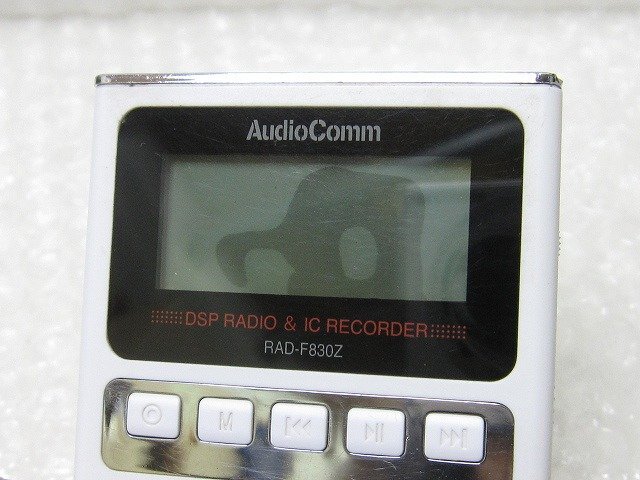 AudioComm
DSP RADIO & IC RECORDER
RAD-F830Z
M